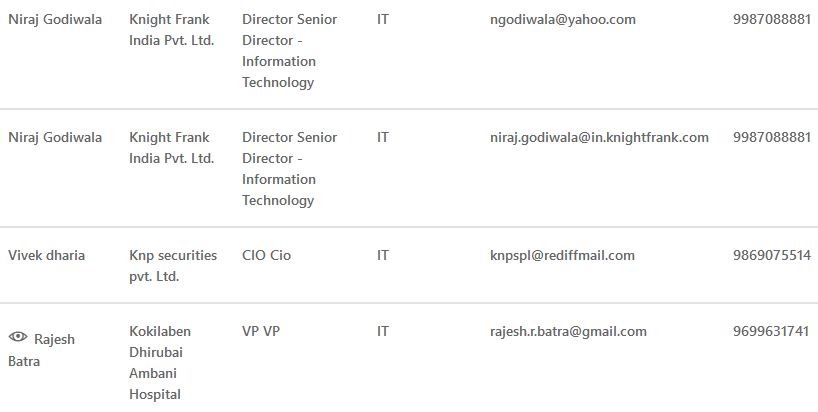 Niraj Godiwala Knight Frank Director Senior IT ngodiwala@yahoo.com 9987088881
India Pvt. Ltd. Director -
Information
Technology
Niraj Godiwala Knight Frank Director Senior IT niraj.godiwala@in.knightfrank.com 9987088881
India Pvt. Ltd. Director -
Information
Technology
Vivek dharia Knp securities CIO Cio IT knpspl@rediffmail.com 9869075514
pvt. Ltd.
Rajesh Kokilaben VP VP IT rajesh.r.batra@gmail.com 9699631741
Batra Dhirubai
Ambani
Hospital